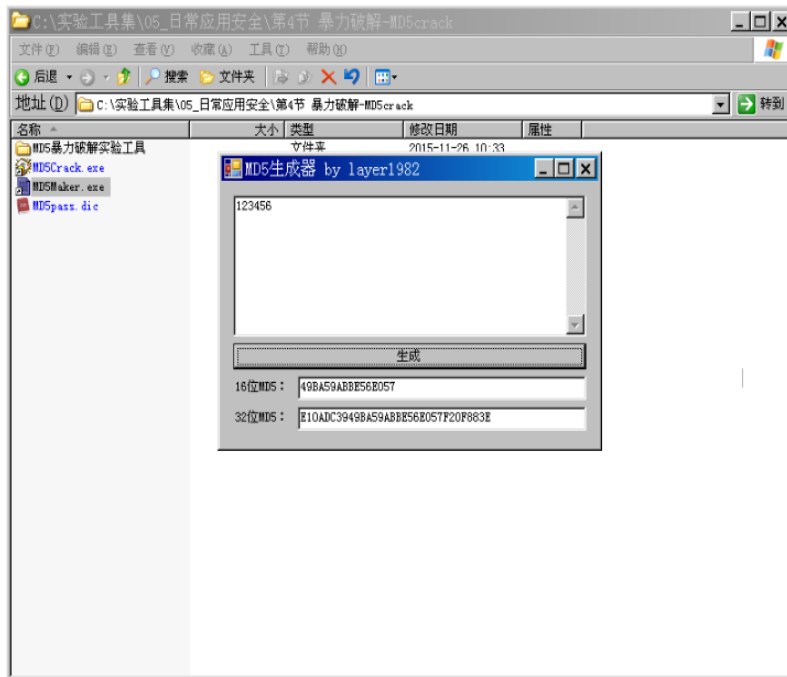 C:\实验工具集\05_日常应用安全\第4节 暴力破解-MD5crack
文件(F) 编辑(E) 查看(V) 收藏(A) 工具(T) 帮助(H)
后退 搜索 文件夹
地址(D) C:\实验工具集\05_日常应用安全\第4节 暴力破解-MD5crack 转到
名称 大小 类型 修改日期 属性
MD5暴力破解实验工具 文件夹 2015-11-26 10:33
MD5Crack.exe
MD5Maker.exe
MD5pass.dic
MD5生成器 by layer1982
123456
生成
16位MD5： 49BA59ABBE56E057
32位MD5： E10ADC3949BA59ABBE56E057F20F883E